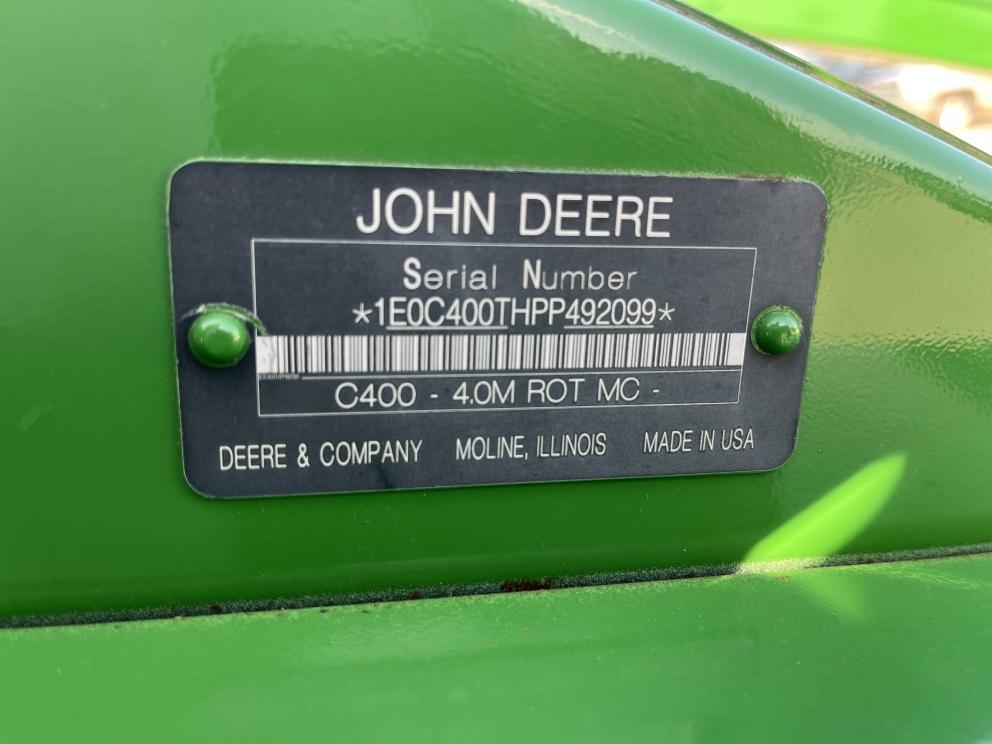 JOHN DEERE
Serial Number
*1E0C400THPP492099*
C400 - 4.0M ROT MC -
DEERE & COMPANY MOLINE, ILLINOIS MADE IN USA